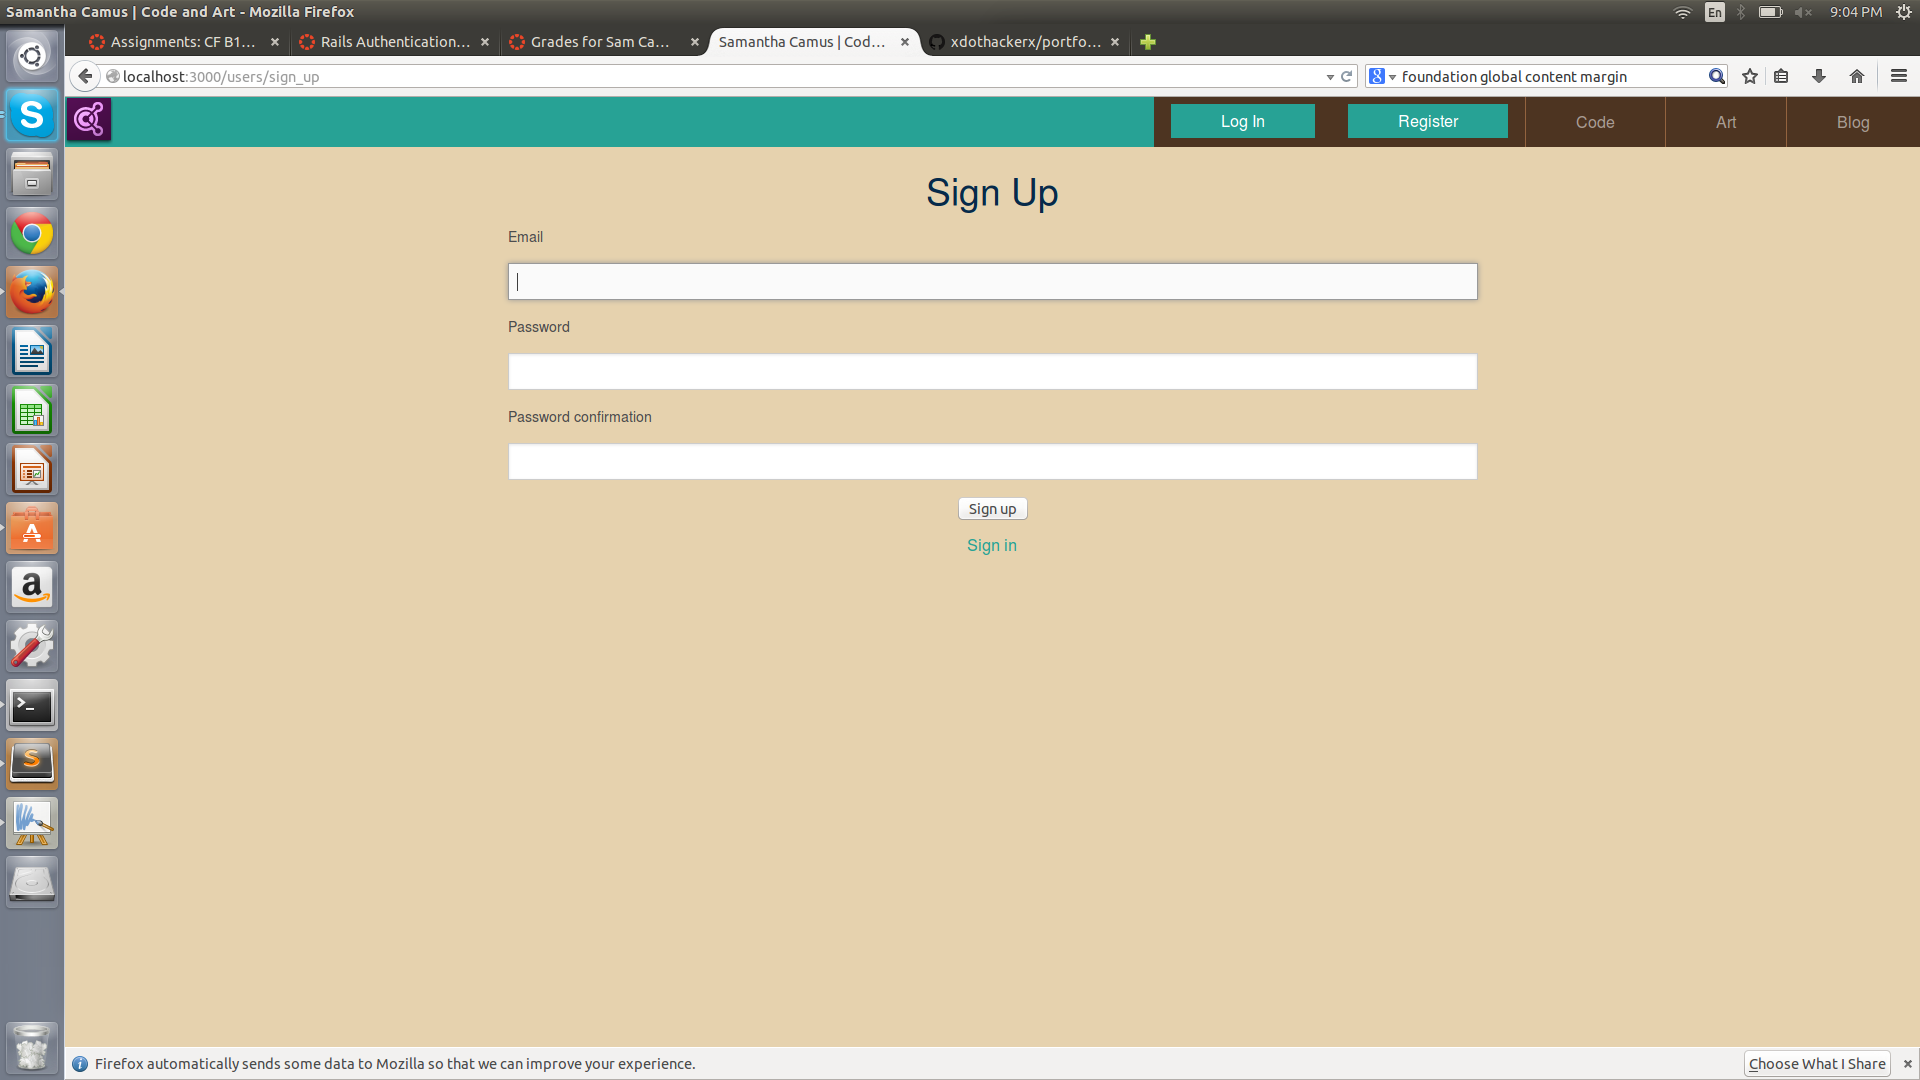 Samantha Camus | Code and Art - Mozilla Firefox
En
9:04 PM
Assignments: CF B1...
Rails Authentication...
Grades for Sam Ca...
Samantha Camus | Cod...
xdothackerx/portfo...
localhost:3000/users/sign_up
8
foundation global content margin
Log In
Register
Code
Art
Blog
Sign Up
Email
Password
Password confirmation
Sign up
Sign in
S
A
a
>_
S
i
Firefox automatically sends some data to Mozilla so that we can improve your experience.
Choose What I Share